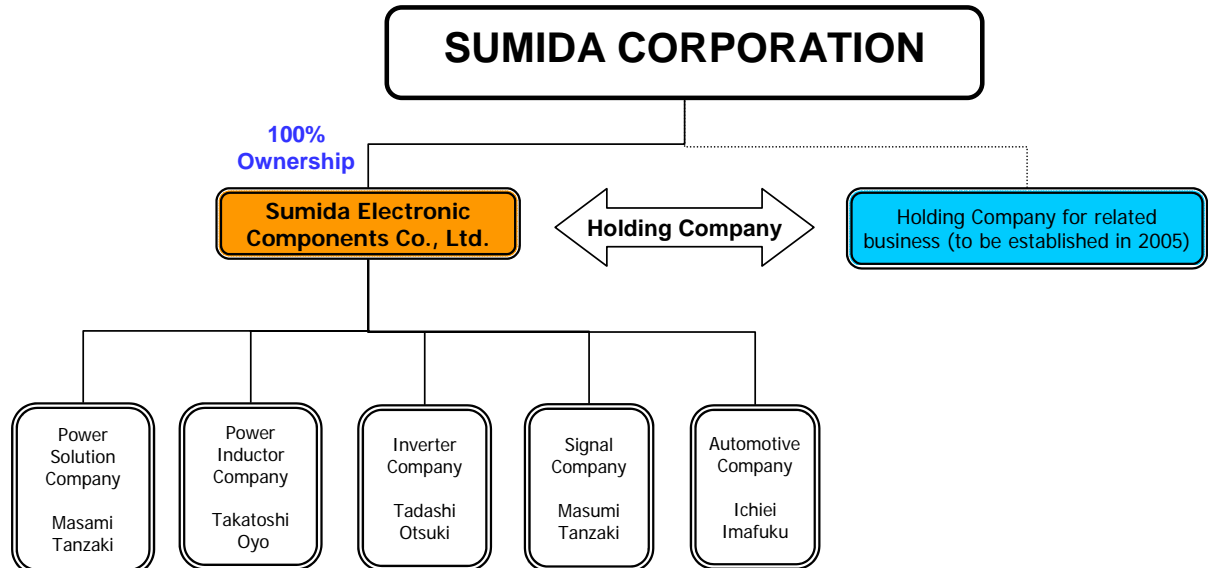 SUMIDA CORPORATION
100%
Ownership
Sumida Electronic
Components Co., Ltd.
Holding Company
Holding Company for related
business (to be established in 2005)
Power
Solution
Company
Masami
Tanzaki
Power
Inductor
Company
Takatoshi
Oyo
Inverter
Company
Tadashi
Otsuki
Signal
Company
Masumi
Tanzaki
Automotive
Company
Ichiei
Imafuku